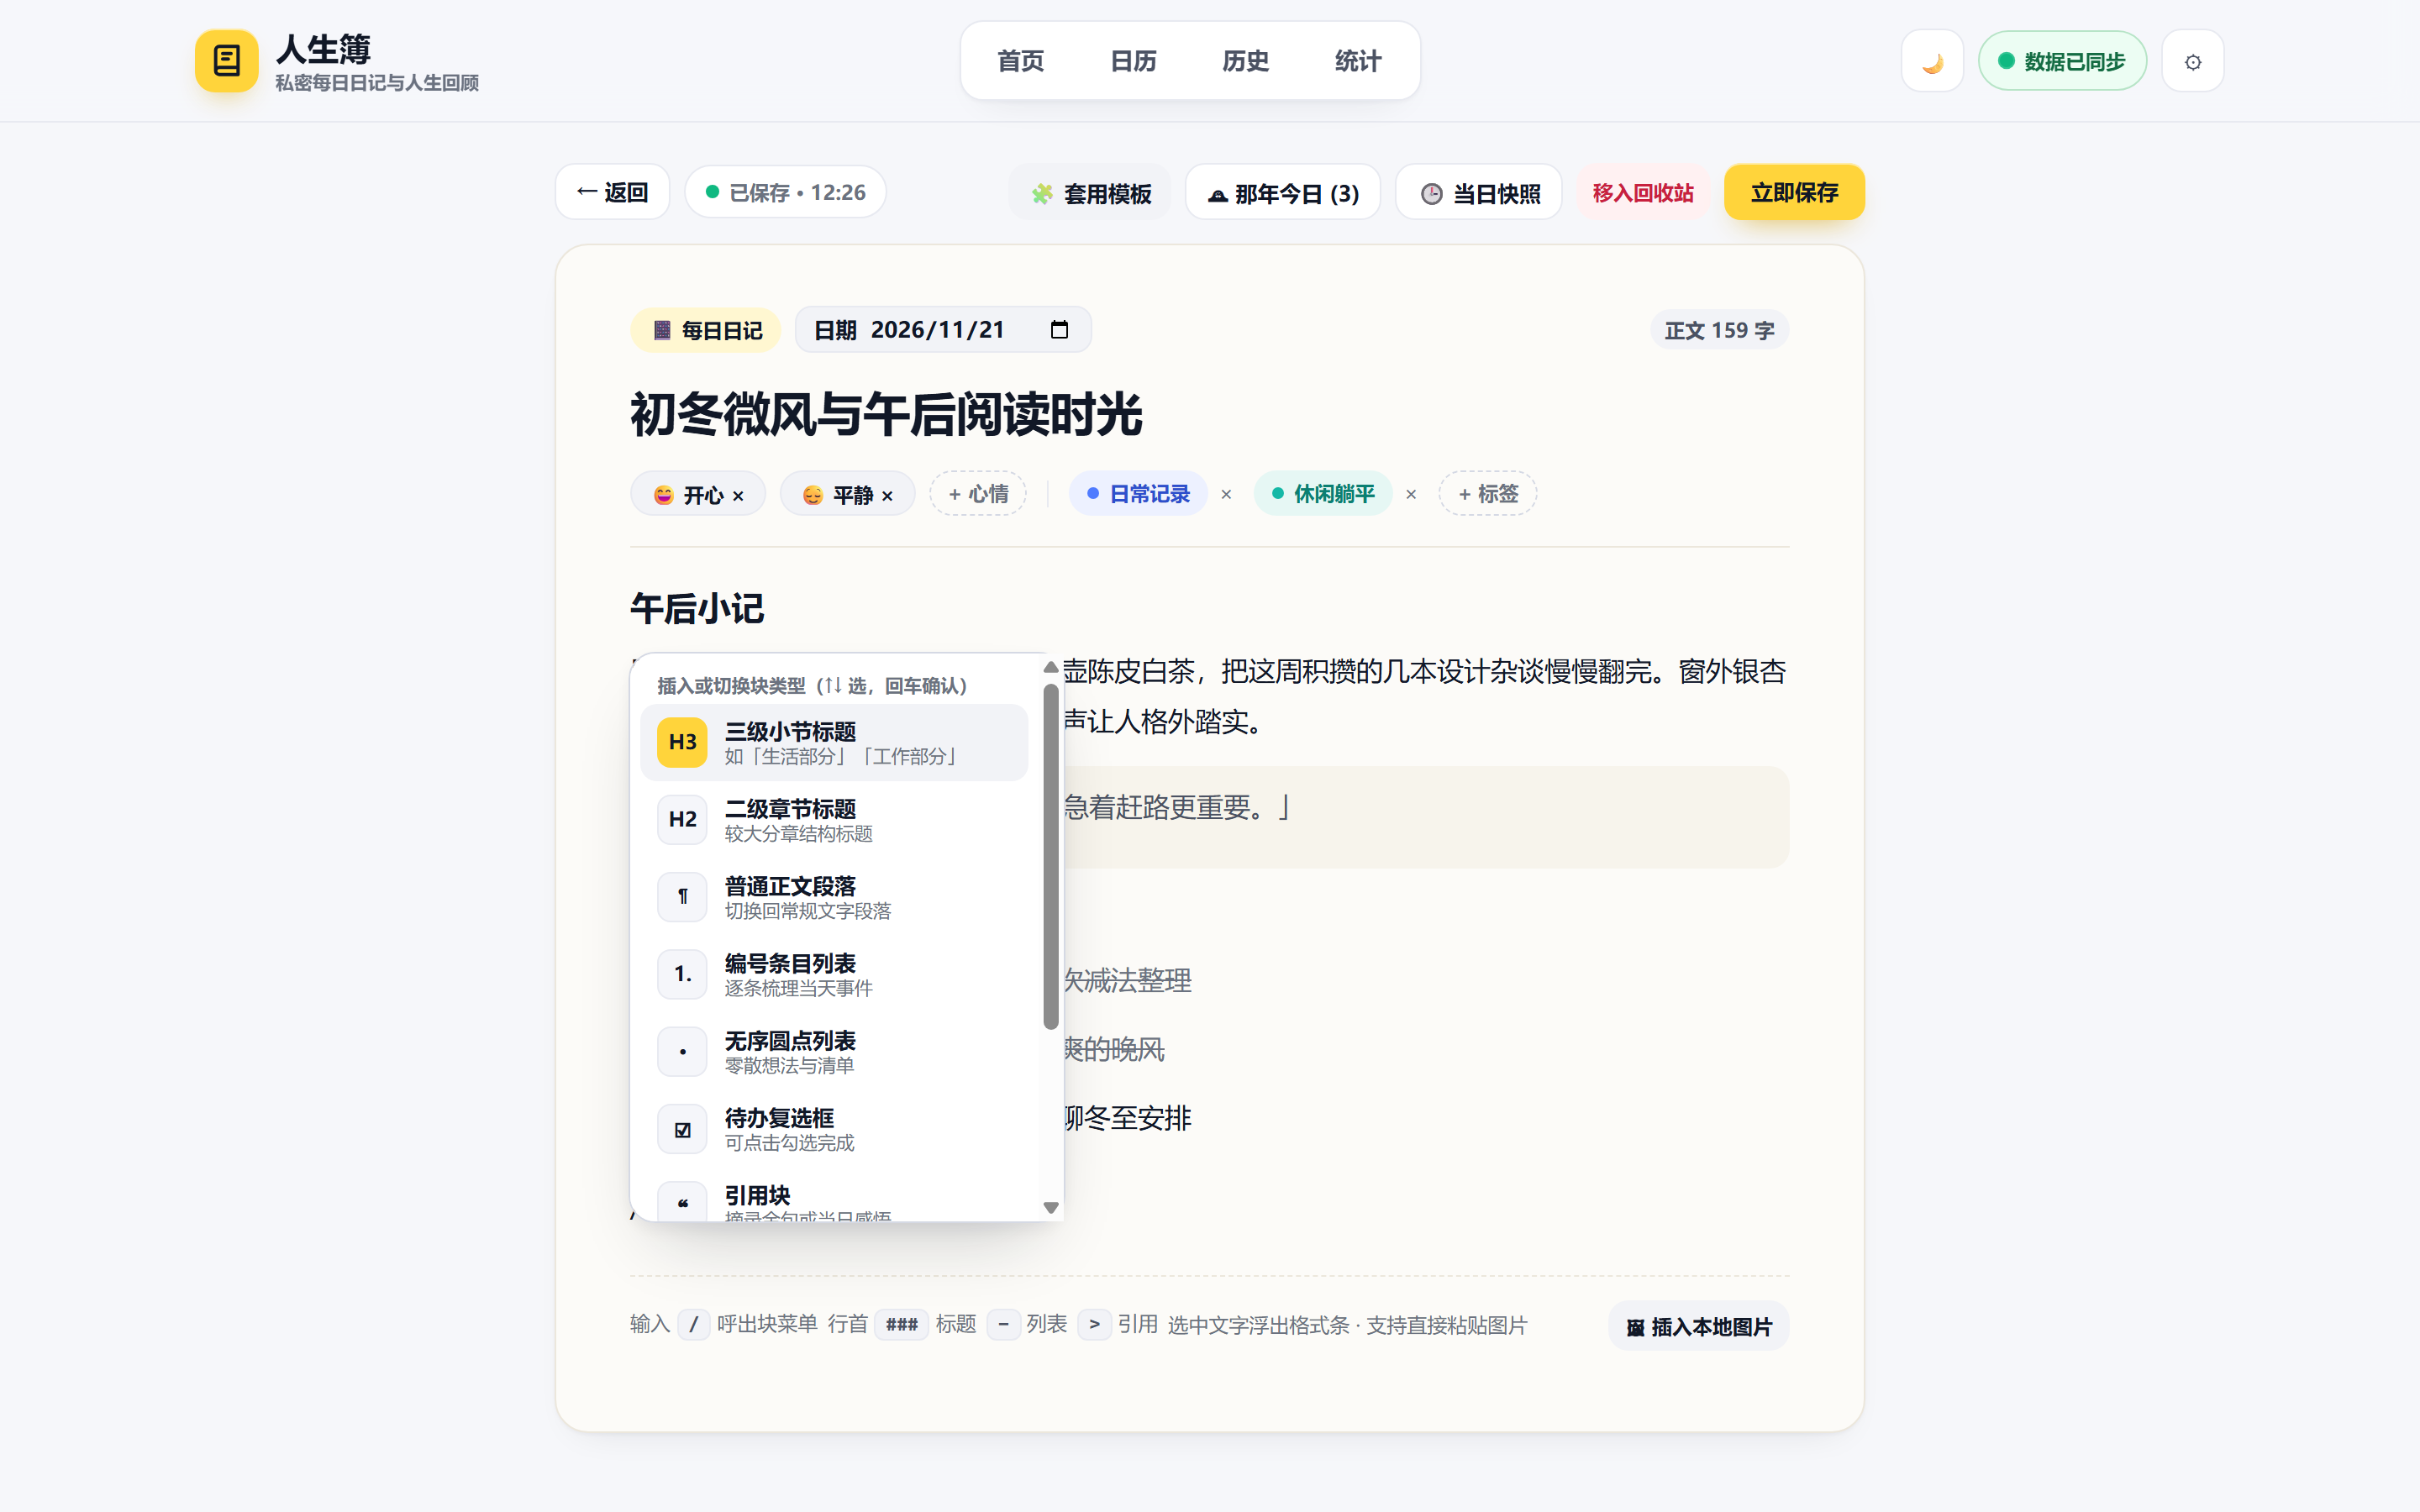 人生簿
私密每日日记与人生回顾
首页 日历 历史 统计
数据已同步
← 返回 已保存 • 12:26 套用模板 那年今日 (3) 当日快照 移入回收站 立即保存
每日日记 日期 2026/11/21 正文 159 字
初冬微风与午后阅读时光
开心 × 平静 × + 心情 日常记录 × 休闲躺平 × + 标签
午后小记
壶陈皮白茶，把这周积攒的几本设计杂谈慢慢翻完。窗外银杏
声让人格外踏实。
急着赶路更重要。」
次减法整理
爽的晚风
聊冬至安排
插入或切换块类型（↑↓ 选，回车确认）
H3 三级小节标题
如「生活部分」「工作部分」
H2 二级章节标题
较大分章结构标题
¶ 普通正文段落
切换回常规文字段落
1. 编号条目列表
逐条梳理当天事件
• 无序圆点列表
零散想法与清单
☑ 待办复选框
可点击勾选完成
❝ 引用块
摘录金句或当日感悟
输入 / 呼出块菜单 行首 ### 标题 - 列表 > 引用 选中文字浮出格式条 · 支持直接粘贴图片 插入本地图片